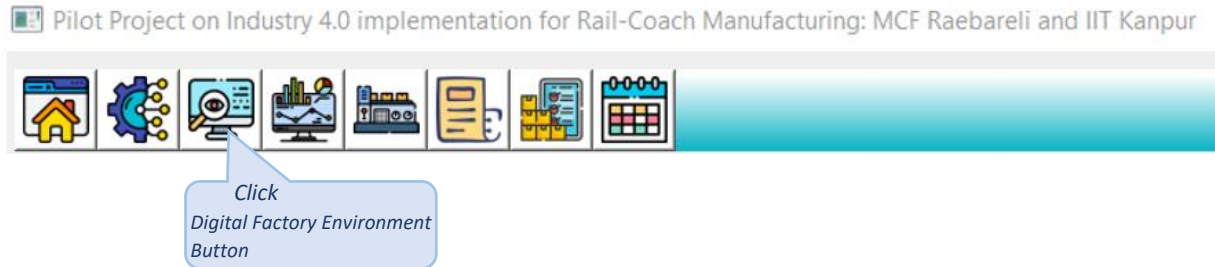 Pilot Project on Industry 4.0 implementation for Rail-Coach Manufacturing: MCF Raebareli and IIT Kanpur
Click
Digital Factory Environment
Button